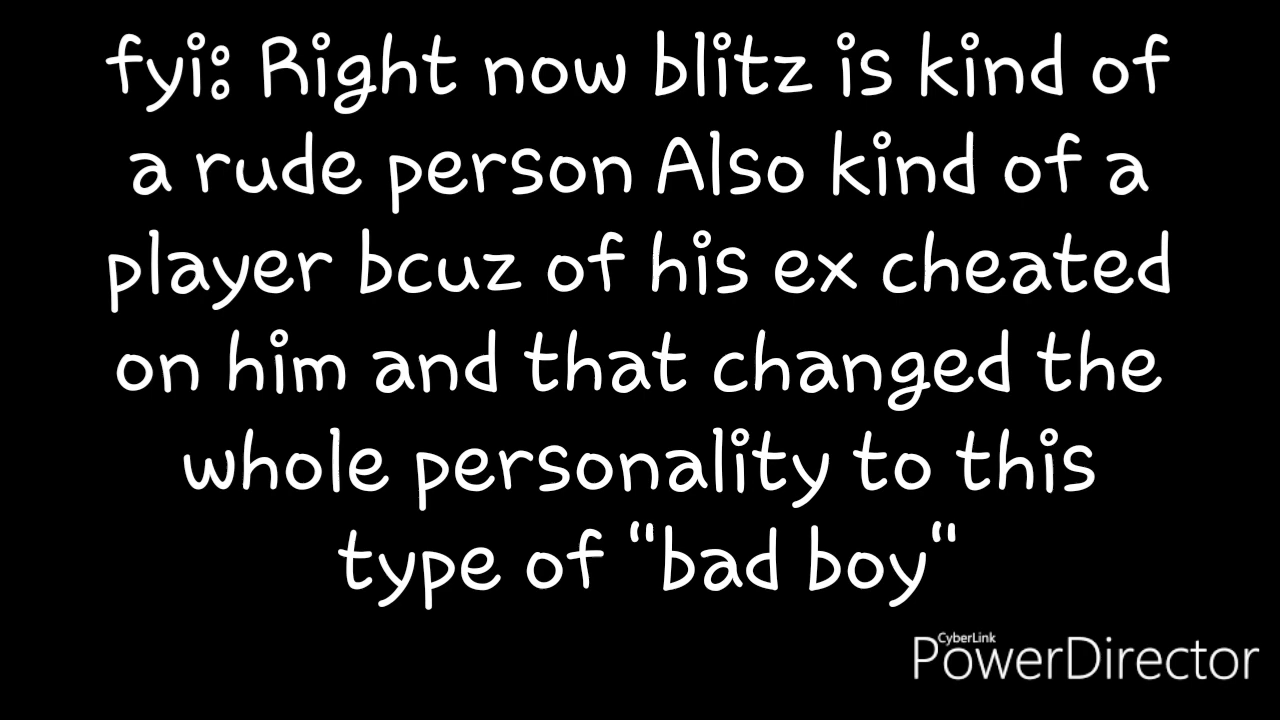 fyi: Right now blitz is kind of
a rude person Also kind of a
player bcuz of his ex cheated
on him and that changed the
whole personality to this
type of "bad boy"
CyberLink
PowerDirector